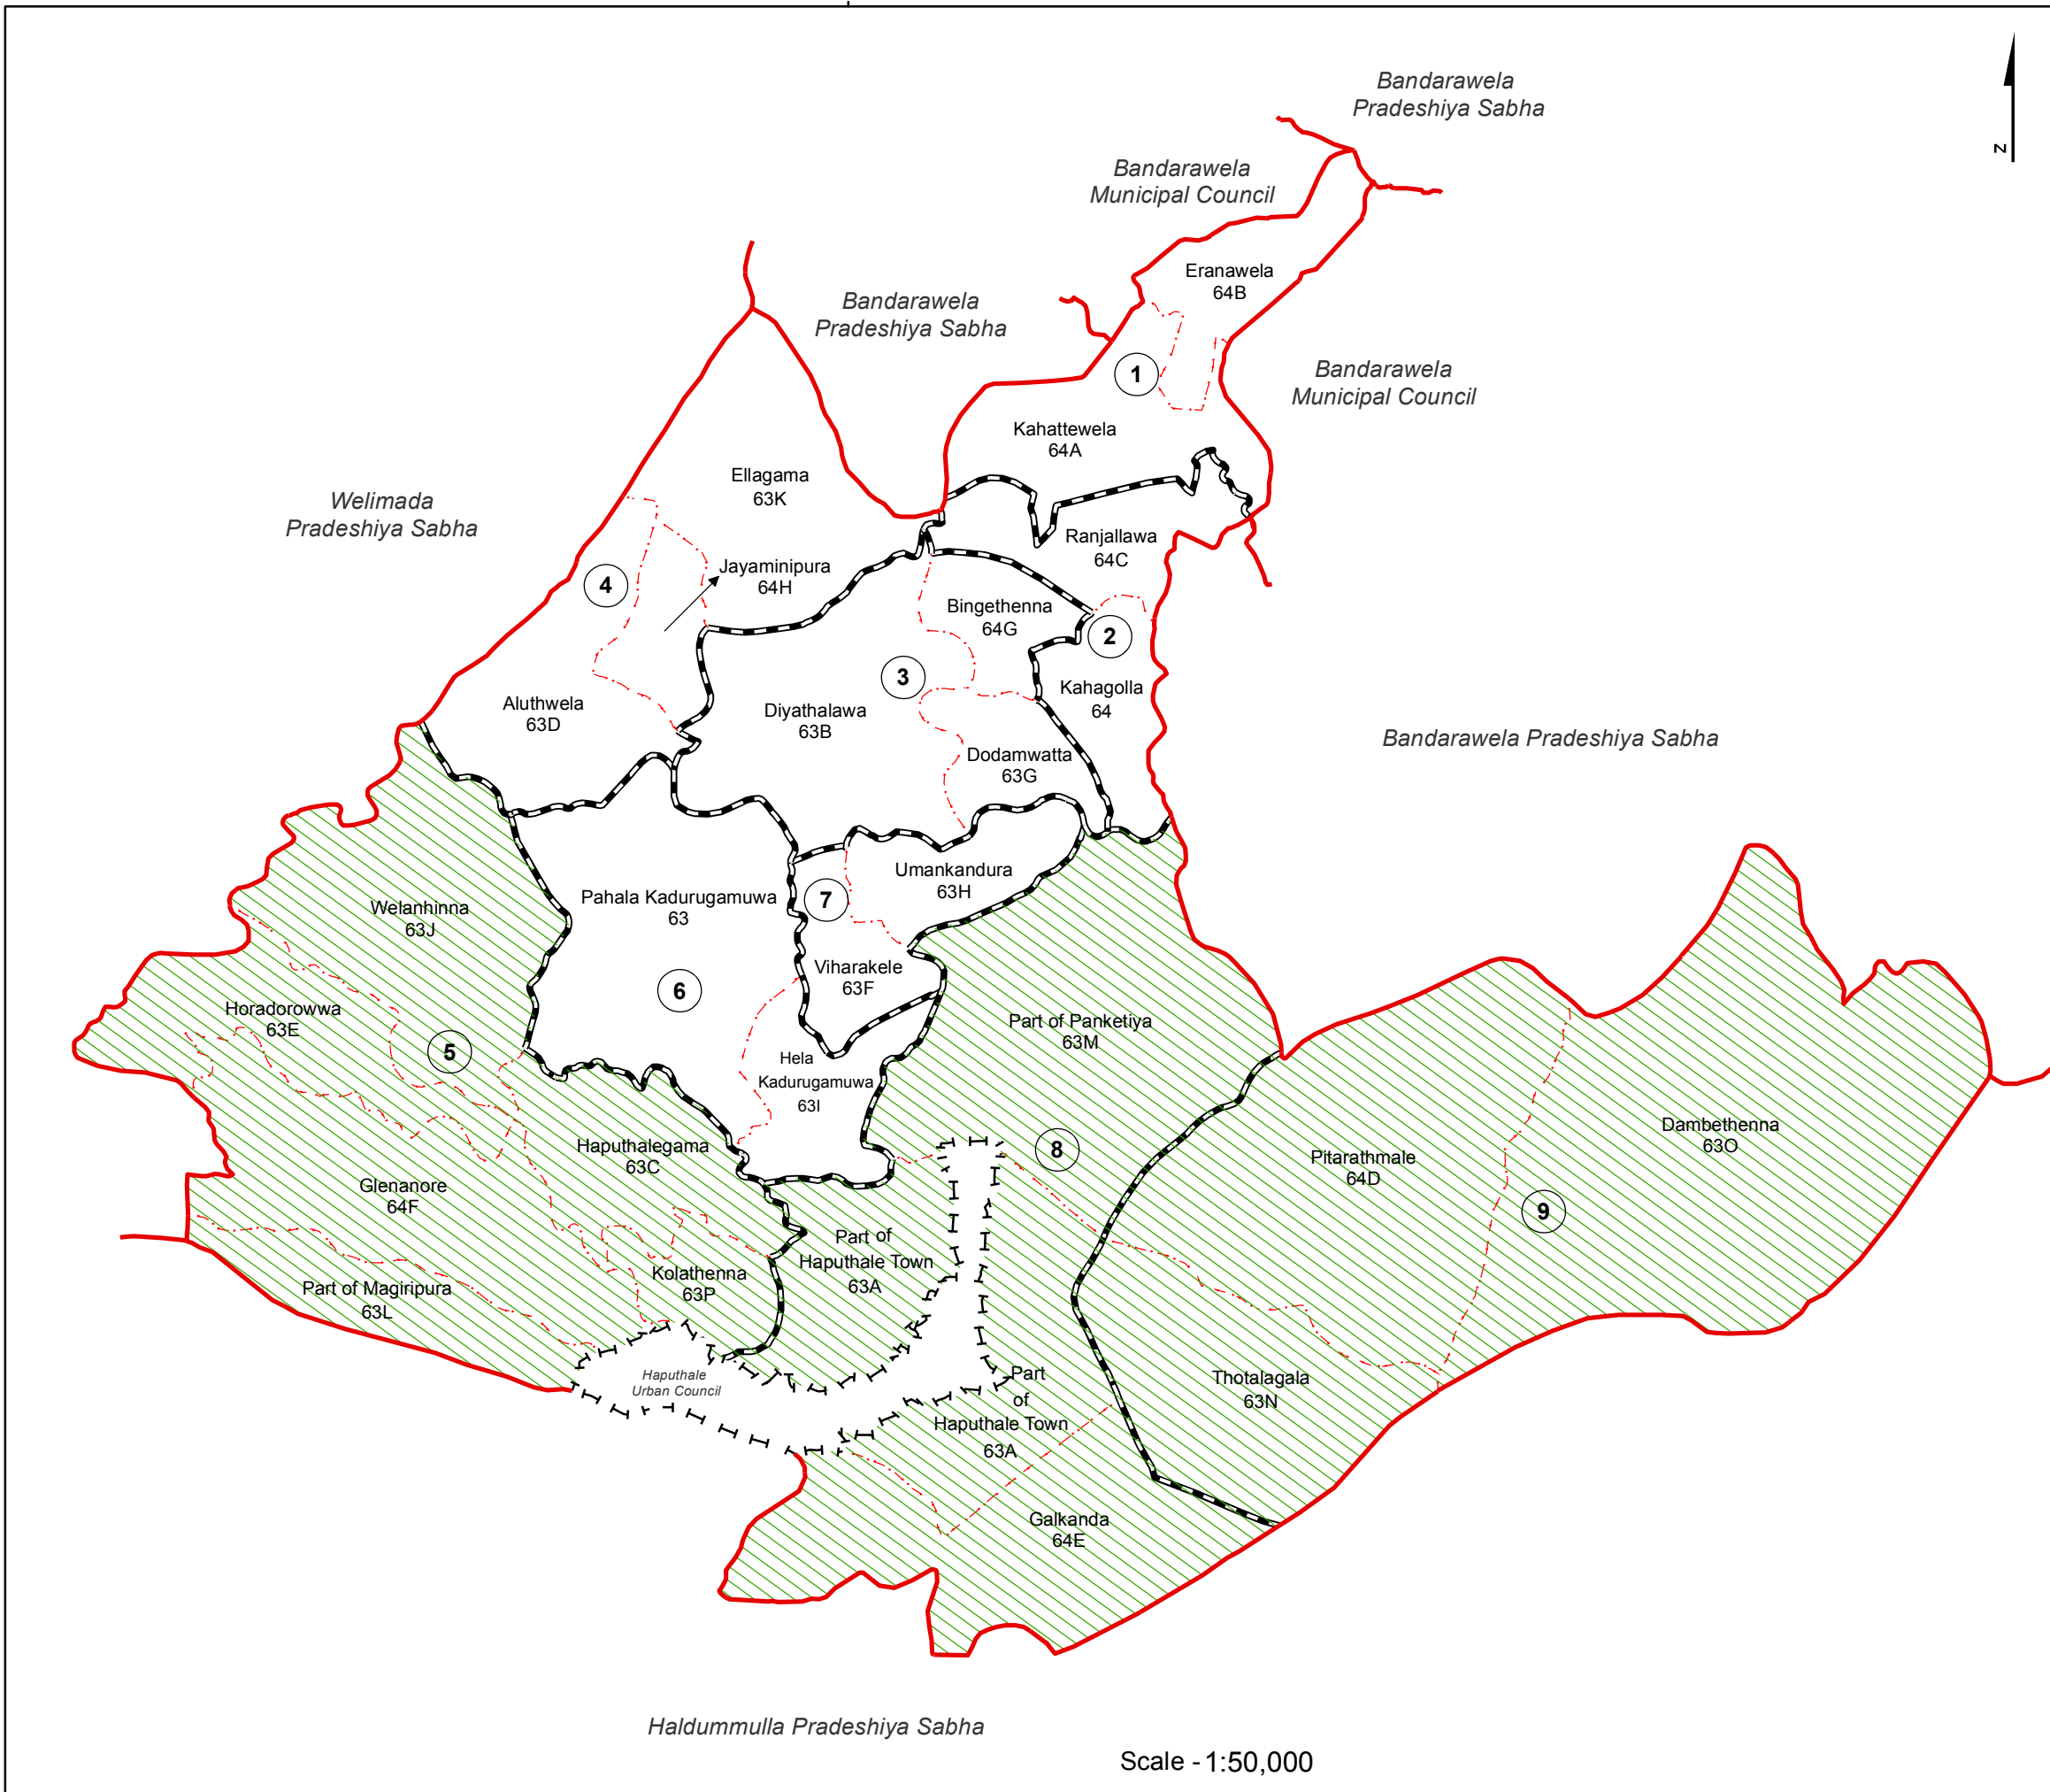 Bandarawela
Pradeshiya Sabha
N
Bandarawela
Municipal Council
Eranawela
64B
Bandarawela
Pradeshiya Sabha
1
Bandarawela
Municipal Council
Kahattewela
64A
Ellagama
63K
Welimada
Pradeshiya Sabha
Ranjallawa
64C
Jayaminipura
64H
4
Bingethenna
64G
2
3
Kahagolla
64
Aluthwela
63D
Diyathalawa
63B
Bandarawela Pradeshiya Sabha
Dodamwatta
63G
Umankandura
63H
Pahala Kadurugamuwa
63
7
Welanhinna
63J
Viharakele
63F
6
Horadorowwa
63E
5
Part of Panketiya
63M
Hela
Kadurugamuwa
63I
Dambethenna
63O
Haputhalegama
63C
8
Pitarathmale
64D
Glenanore
64F
9
Part of
Haputhale Town
63A
Kolathenna
63P
Part of Magiripura
63L
Haputhale
Urban Council
Part
of
Haputhale Town
63A
Thotalagala
63N
Galkanda
64E
Haldummulla Pradeshiya Sabha
Scale - 1:50,000